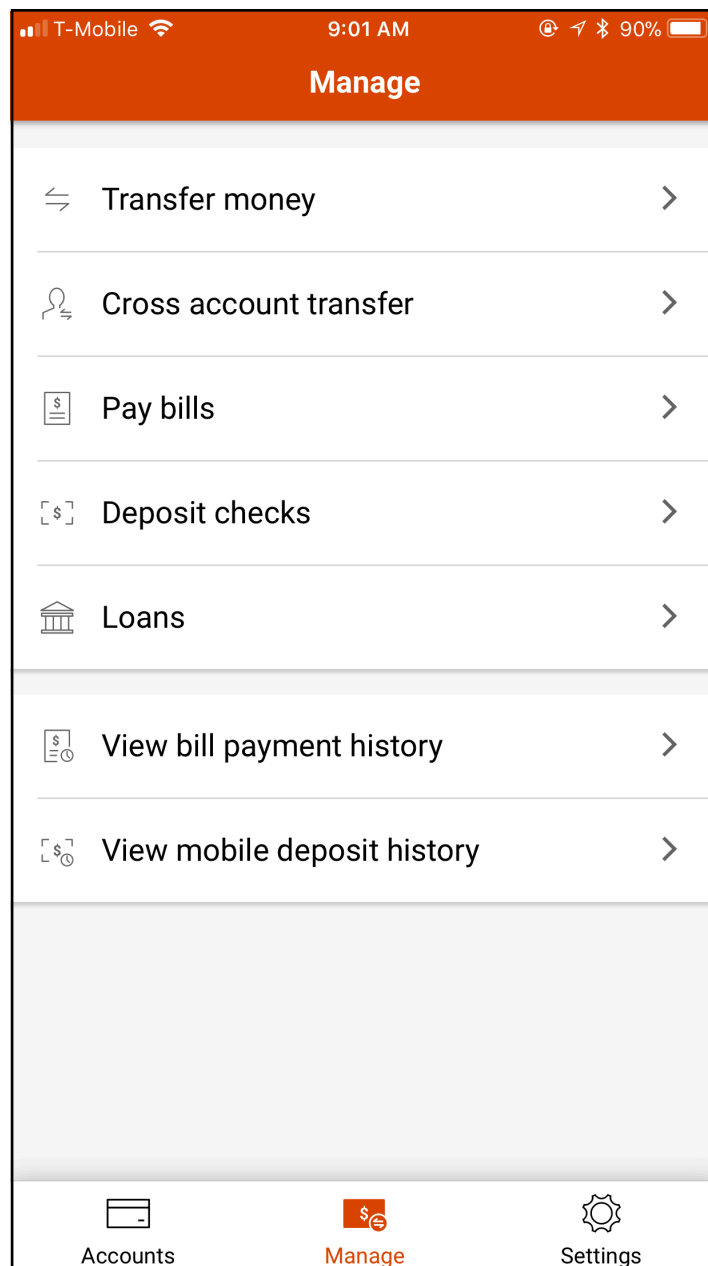 T-Mobile 9:01 AM 90%
Manage
Transfer money
Cross account transfer
$ Pay bills
$ Deposit checks
Loans
$ View bill payment history
$ View mobile deposit history
$
Accounts Manage Settings